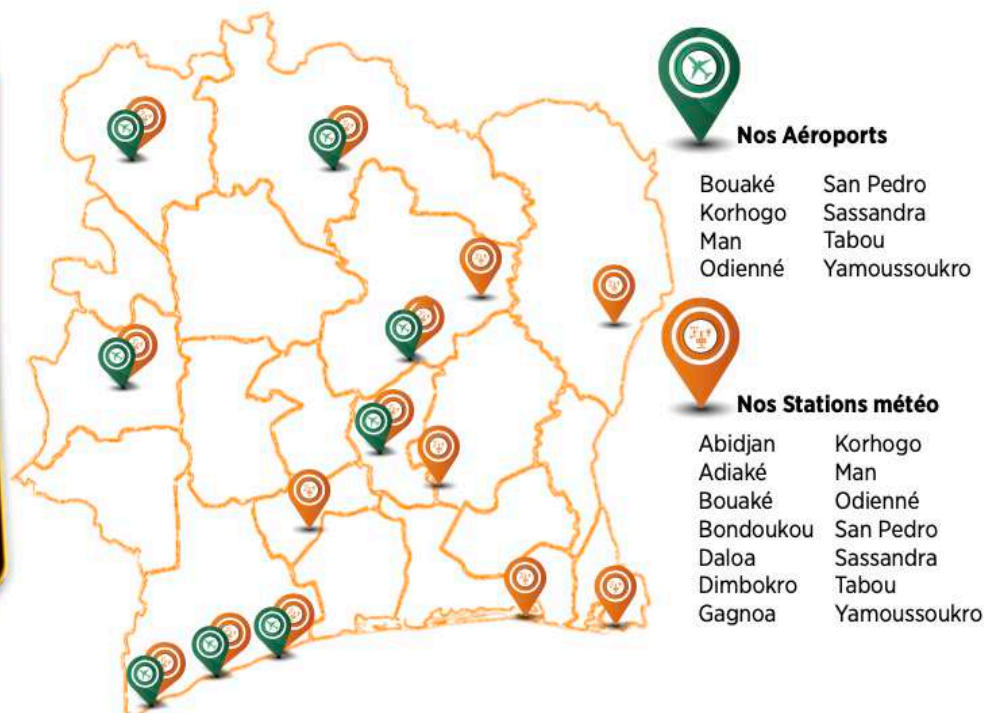 Nos Aéroports
Bouaké San Pedro
Korhogo Sassandra
Man Tabou
Odienné Yamoussoukro
Nos Stations météo
Abidjan Korhogo
Adiaké Man
Bouaké Odienné
Bondoukou San Pedro
Daloa Sassandra
Dimbokro Tabou
Gagnoa Yamoussoukro